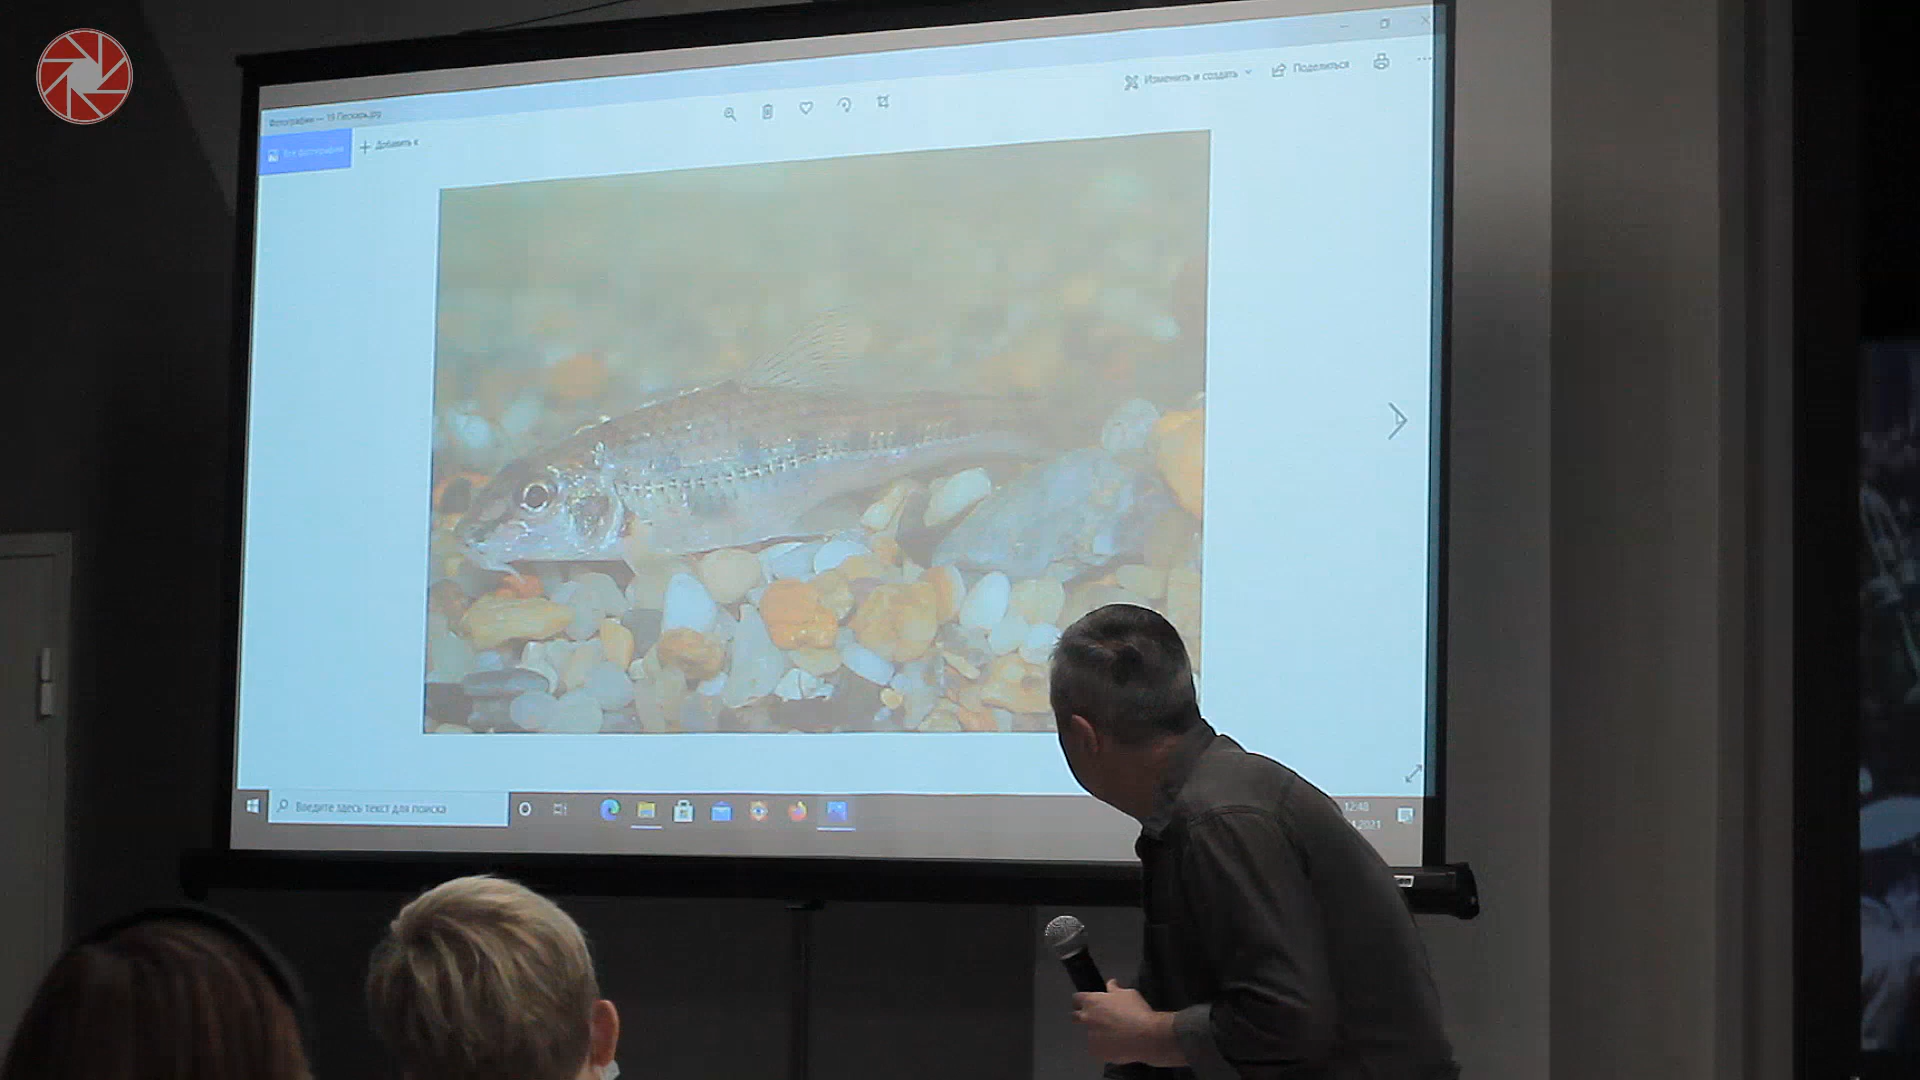 Фотографии — 19 Пескарь.jpg
Все фотографии
Добавить к
Изменить и создать
Поделиться
Введите здесь текст для поиска
12:48